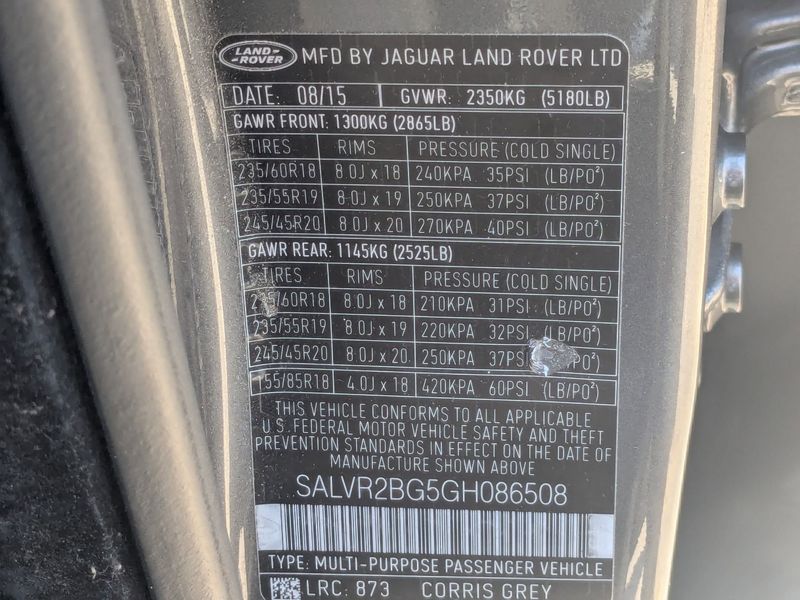 LAND-ROVER MFD BY JAGUAR LAND ROVER LTD
DATE: 08/15 GVWR: 2350KG (5180LB)
GAWR FRONT: 1300KG (2865LB)
TIRES RIMS PRESSURE (COLD SINGLE)
235/60R18 8.0J x 18 240KPA 35PSI (LB/PO²)
235/55R19 8.0J x 19 250KPA 37PSI (LB/PO²)
245/45R20 8.0J x 20 270KPA 40PSI (LB/PO²)
GAWR REAR: 1145KG (2525LB)
TIRES RIMS PRESSURE (COLD SINGLE)
235/60R18 8.0J x 18 210KPA 31PSI (LB/PO²)
235/55R19 8.0J x 19 220KPA 32PSI (LB/PO²)
245/45R20 8.0J x 20 250KPA 37PSI PO²)
55/85R18 4.0J x 18 420KPA 60PSI (LB/PO²)
THIS VEHICLE CONFORMS TO ALL APPLICABLE
U.S. FEDERAL MOTOR VEHICLE SAFETY AND THEFT
PREVENTION STANDARDS IN EFFECT ON THE DATE OF
MANUFACTURE SHOWN ABOVE
SALVR2BG5GH086508
TYPE: MULTI-PURPOSE PASSENGER VEHICLE
LRC: 873 CORRIS GREY